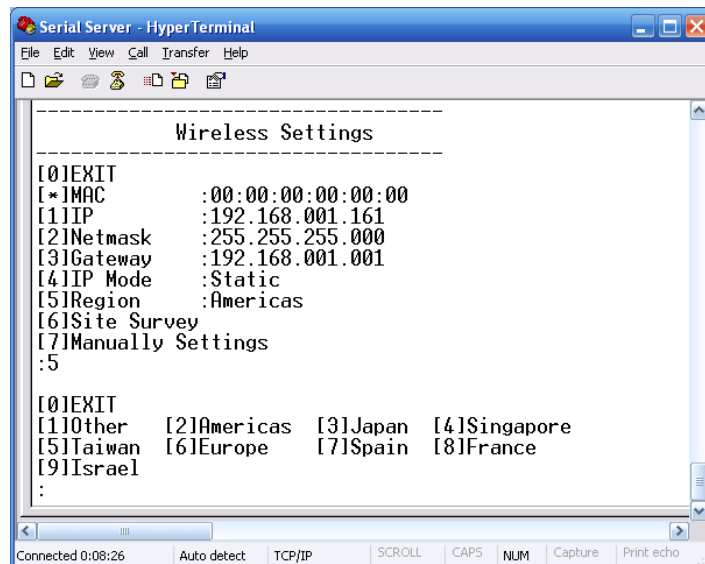 Serial Server - HyperTerminal
File Edit View Call Transfer Help
Wireless Settings
[0]EXIT
[*]MAC :00:00:00:00:00:00
[1]IP :192.168.001.161
[2]Netmask :255.255.255.000
[3]Gateway :192.168.001.001
[4]IP Mode :Static
[5]Region :Americas
[6]Site Survey
[7]Manually Settings
:5
[0]EXIT
[1]Other [2]Americas [3]Japan [4]Singapore
[5]Taiwan [6]Europe [7]Spain [8]France
[9]Israel
:
Connected 0:08:26 Auto detect TCP/IP SCROLL CAPS NUM Capture Print echo